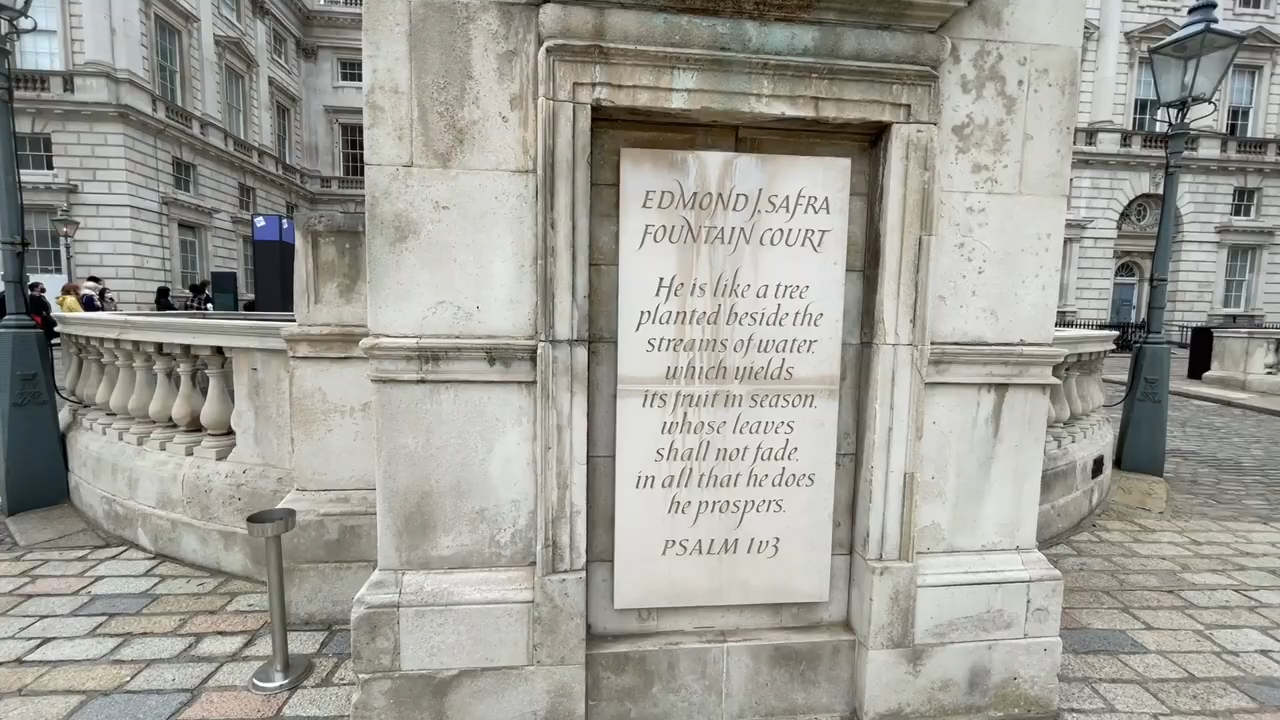 EDMOND J. SAFRA
FOUNTAIN COURT
He is like a tree
planted beside the
streams of water,
which yields
its fruit in season,
whose leaves
shall not fade,
in all that he does
he prospers.
PSALM 1v3